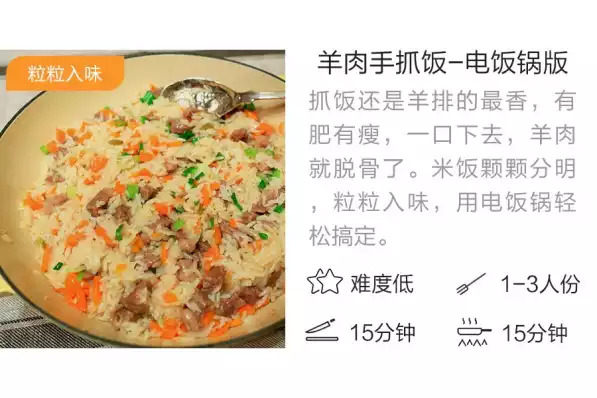 粒粒入味
羊肉手抓饭-电饭锅版
抓饭还是羊排的最香，有
肥有瘦，一口下去，羊肉
就脱骨了。米饭颗颗分明
，粒粒入味，用电饭锅轻
松搞定。
难度低
1-3人份
15分钟
15分钟